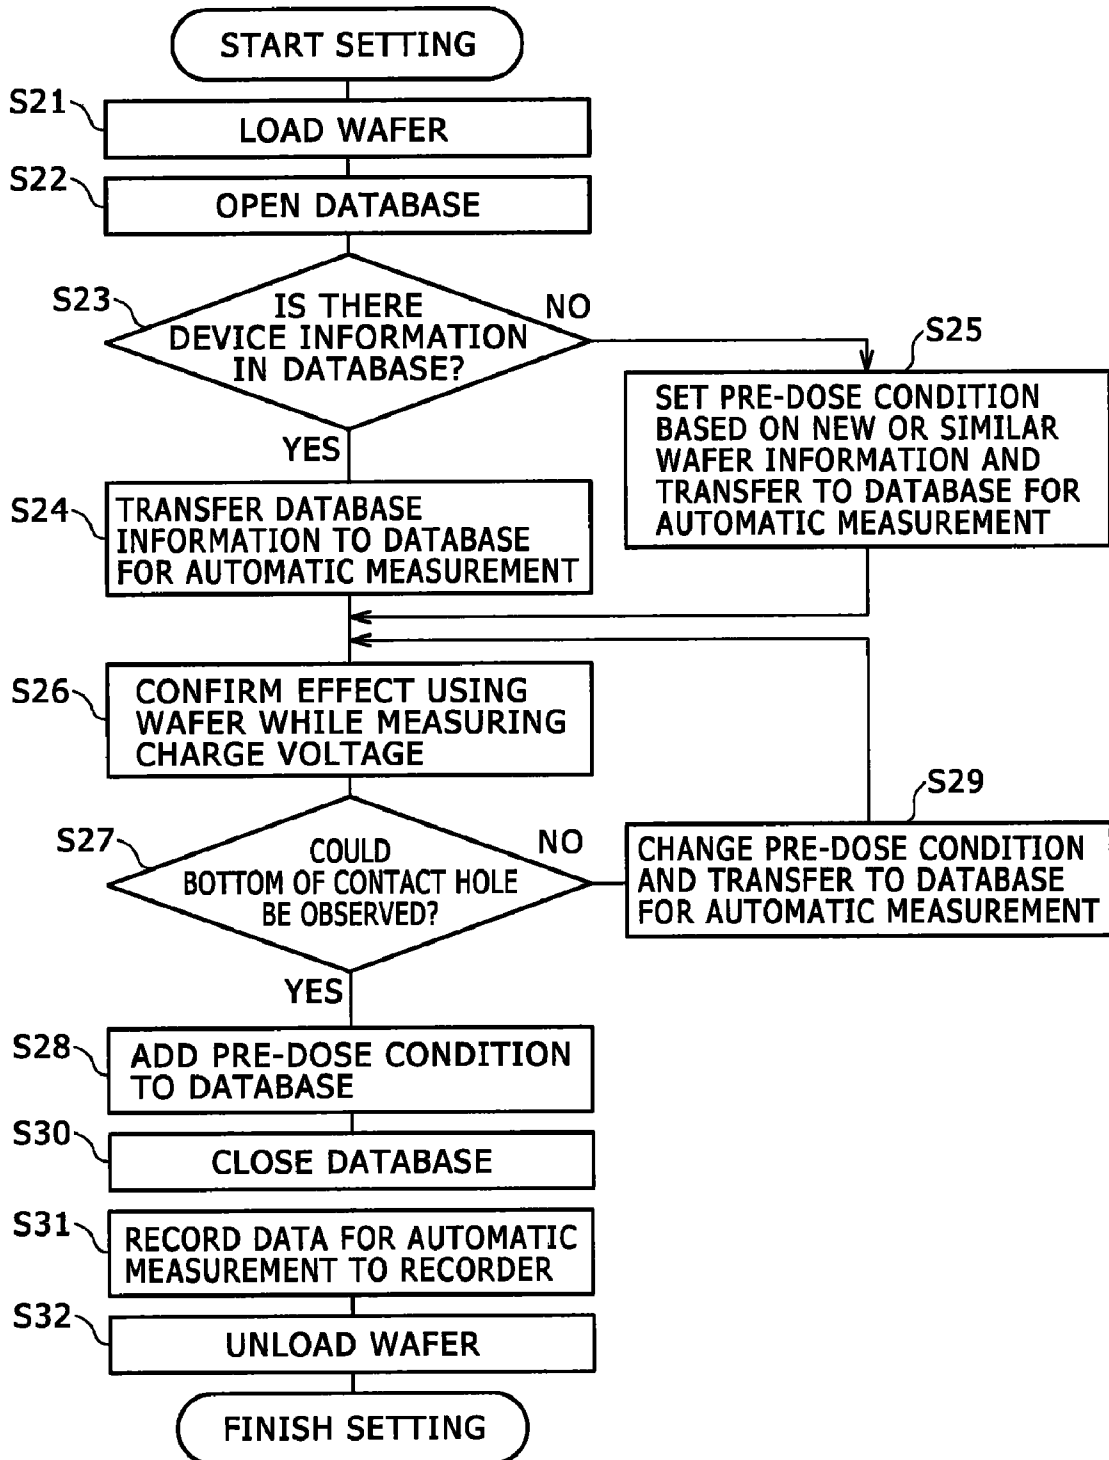 START SETTING
S21
LOAD WAFER
S22
OPEN DATABASE
S23
IS THERE
DEVICE INFORMATION
IN DATABASE?
NO
YES
S25
SET PRE-DOSE CONDITION
BASED ON NEW OR SIMILAR
WAFER INFORMATION AND
TRANSFER TO DATABASE FOR
AUTOMATIC MEASUREMENT
S24
TRANSFER DATABASE
INFORMATION TO DATABASE
FOR AUTOMATIC MEASUREMENT
S26
CONFIRM EFFECT USING
WAFER WHILE MEASURING
CHARGE VOLTAGE
S27
COULD
BOTTOM OF CONTACT HOLE
BE OBSERVED?
NO
YES
S29
CHANGE PRE-DOSE CONDITION
AND TRANSFER TO DATABASE
FOR AUTOMATIC MEASUREMENT
S28
ADD PRE-DOSE CONDITION
TO DATABASE
S30
CLOSE DATABASE
S31
RECORD DATA FOR AUTOMATIC
MEASUREMENT TO RECORDER
S32
UNLOAD WAFER
FINISH SETTING